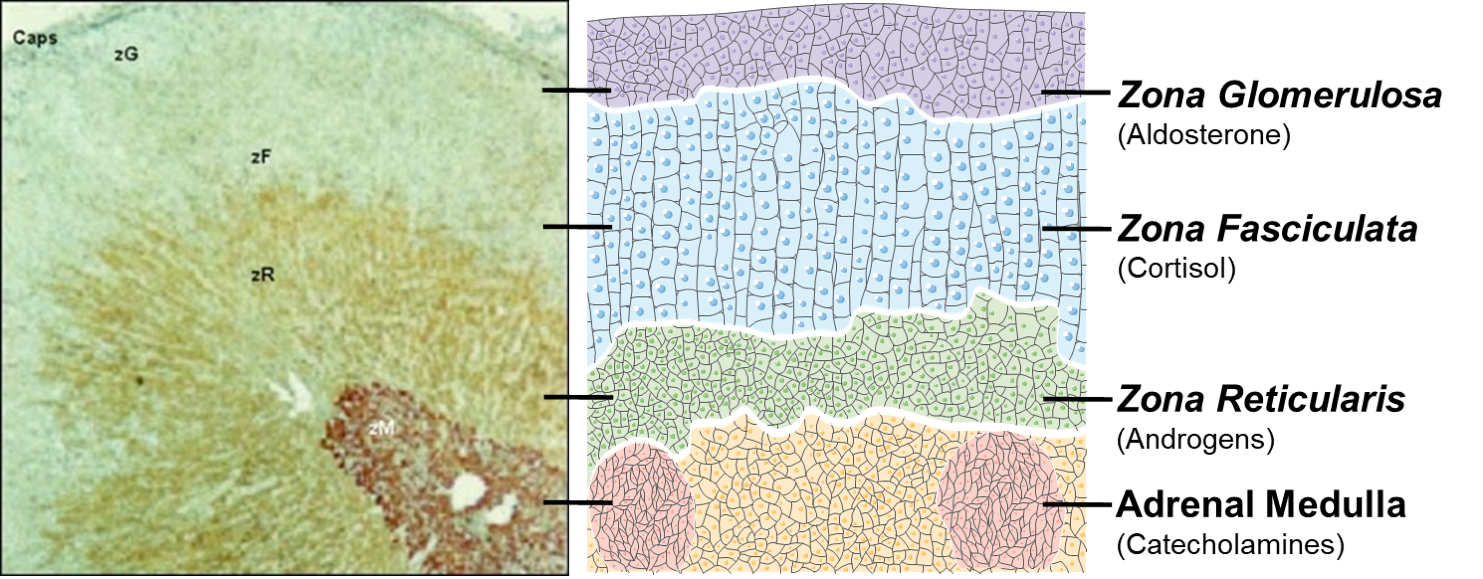 Caps
zG
zF
zR
zM
Zona Glomerulosa
(Aldosterone)
Zona Fasciculata
(Cortisol)
Zona Reticularis
(Androgens)
Adrenal Medulla
(Catecholamines)